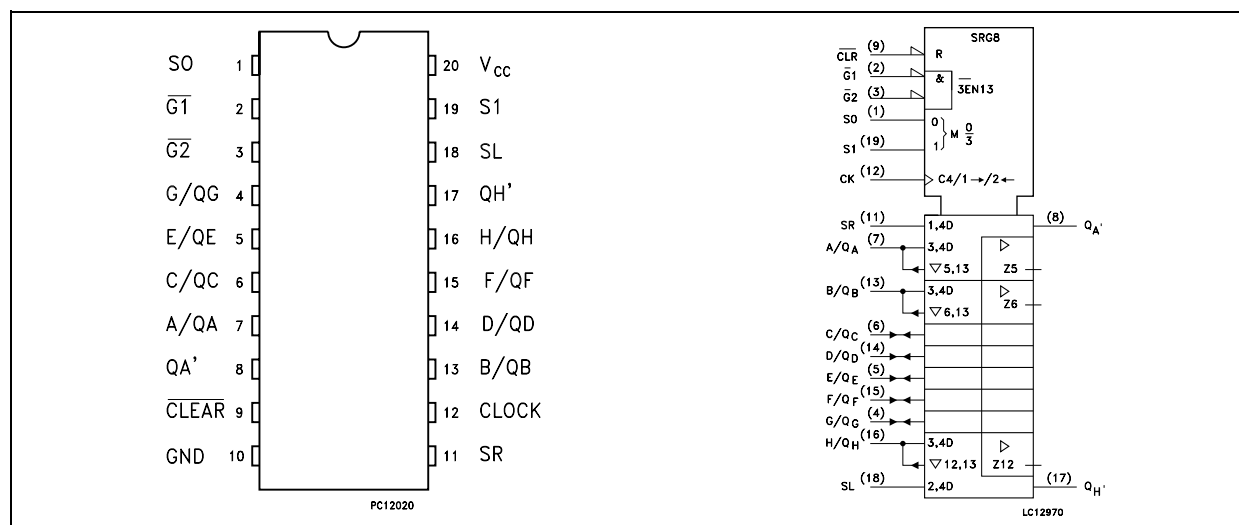 S0 1 20 VCC
G1 2 19 S1
G2 3 18 SL
G/QG 4 17 QH'
E/QE 5 16 H/QH
C/QC 6 15 F/QF
A/QA 7 14 D/QD
QA' 8 13 B/QB
CLEAR 9 12 CLOCK
GND 10 11 SR
PC12020
SRG8
CLR (9) R
G1 (2) &
3EN13
G2 (3)
S0 (1) 0
M 0/3
S1 (19) 1
CK (12) C4/1→/2←
SR (11) 1,4D (8) QA'
A/QA (7) 3,4D ▷
▽5,13 Z5
B/QB (13) 3,4D ▷
Z6
▽6,13
C/QC (6)
D/QD (14)
E/QE (5)
F/QF (15)
G/QG (4)
H/QH (16) 3,4D ▷
▽12,13 Z12
SL (18) 2,4D (17) QH'
LC12970